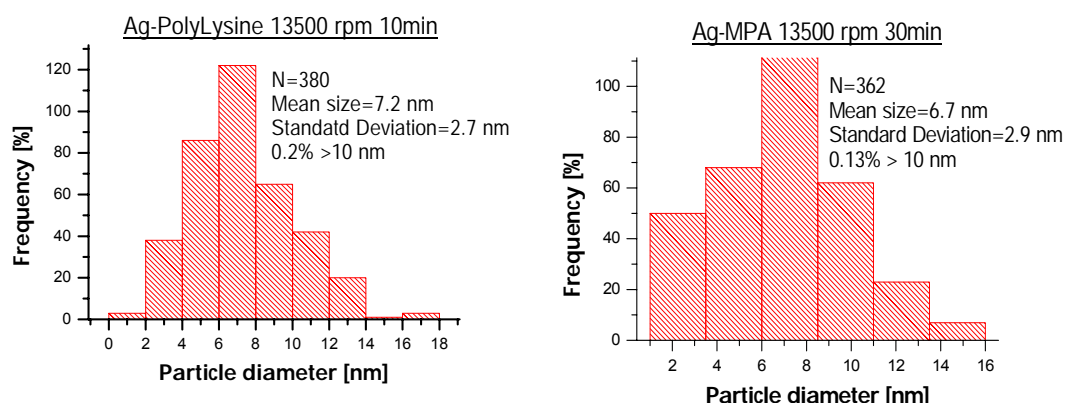 Ag-PolyLysine 13500 rpm 10min
N=380
Mean size=7.2 nm
Standatd Deviation=2.7 nm
0.2% >10 nm
120
100
80
60
40
20
0
Frequency [%]
0 2 4 6 8 10 12 14 16 18
Particle diameter [nm]
Ag-MPA 13500 rpm 30min
N=362
Mean size=6.7 nm
Standard Deviation=2.9 nm
0.13% > 10 nm
100
80
60
40
20
0
Frequency [%]
2 4 6 8 10 12 14 16
Particle diameter [nm]